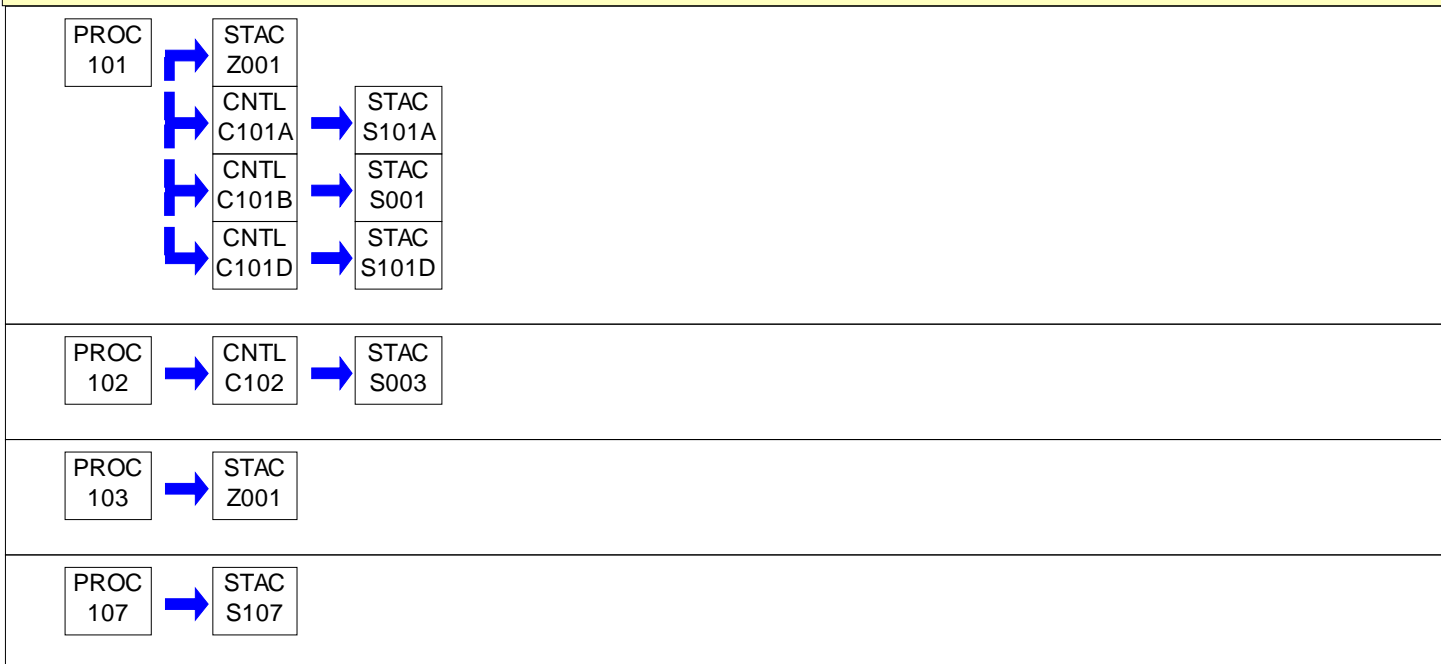 PROC
101
STAC
Z001
CNTL
C101A
STAC
S101A
CNTL
C101B
STAC
S001
CNTL
C101D
STAC
S101D
PROC
102
CNTL
C102
STAC
S003
PROC
103
STAC
Z001
PROC
107
STAC
S107